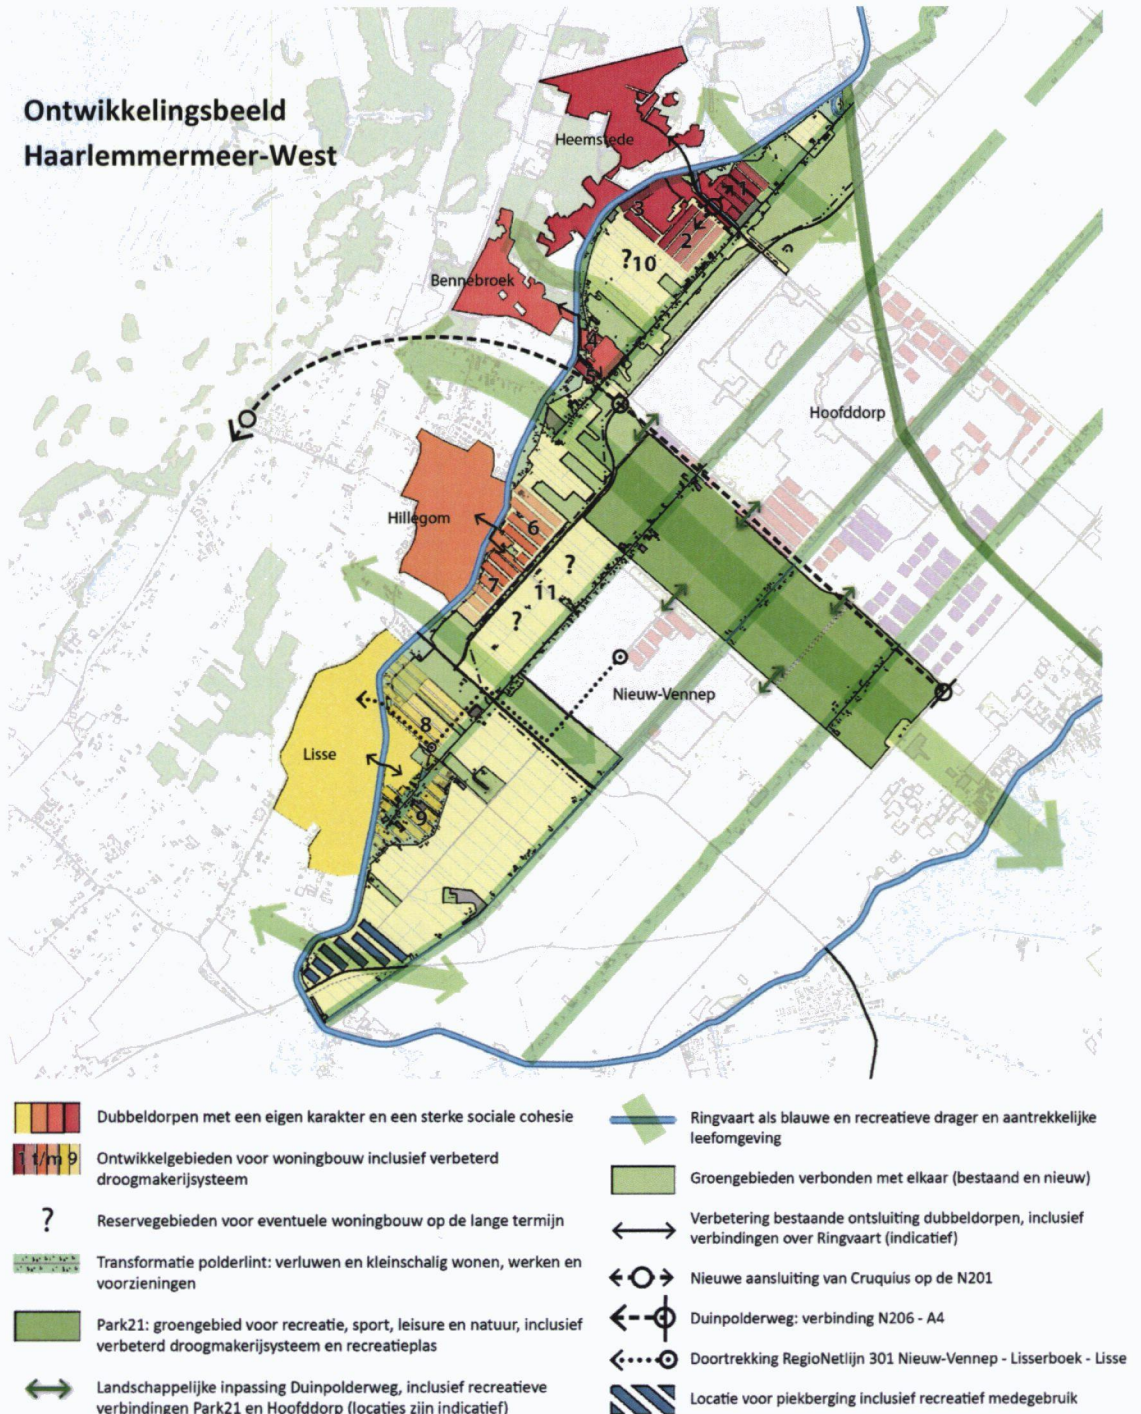 Ontwikkelingsbeeld
Haarlemmermeer-West
Heemstede
1
3
2
?10
Bennebroek
4
5
Hoofddorp
Hillegom
6
7
?
11
?
Nieuw-Vennep
8
Lisse
9
Dubbeldorpen met een eigen karakter en een sterke sociale cohesie
1 t/m 9
Ontwikkelgebieden voor woningbouw inclusief verbeterd
droogmakerijsysteem
?
Reservegebieden voor eventuele woningbouw op de lange termijn
Transformatie polderlint: verluwen en kleinschalig wonen, werken en
voorzieningen
Park21: groengebied voor recreatie, sport, leisure en natuur, inclusief
verbeterd droogmakerijsysteem en recreatieplas
Landschappelijke inpassing Duinpolderweg, inclusief recreatieve
verbindingen Park21 en Hoofddorp (locaties zijn indicatief)
Ringvaart als blauwe en recreatieve drager en aantrekkelijke
leefomgeving
Groengebieden verbonden met elkaar (bestaand en nieuw)
Verbetering bestaande ontsluiting dubbeldorpen, inclusief
verbindingen over Ringvaart (indicatief)
Nieuwe aansluiting van Cruquius op de N201
Duinpolderweg: verbinding N206 - A4
Doortrekking RegioNetlijn 301 Nieuw-Vennep - Lisserboek - Lisse
Locatie voor piekberging inclusief recreatief medegebruik